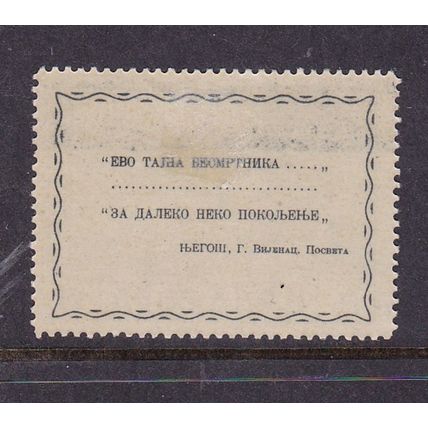 "ЕВО ТАЈНА БЕСМРТНИКА ....."
..............................
"ЗА ДАЛЕКО НЕКО ПОКОЉЕЊЕ"
ЊЕГОШ, Г. Вијенац. Посвета